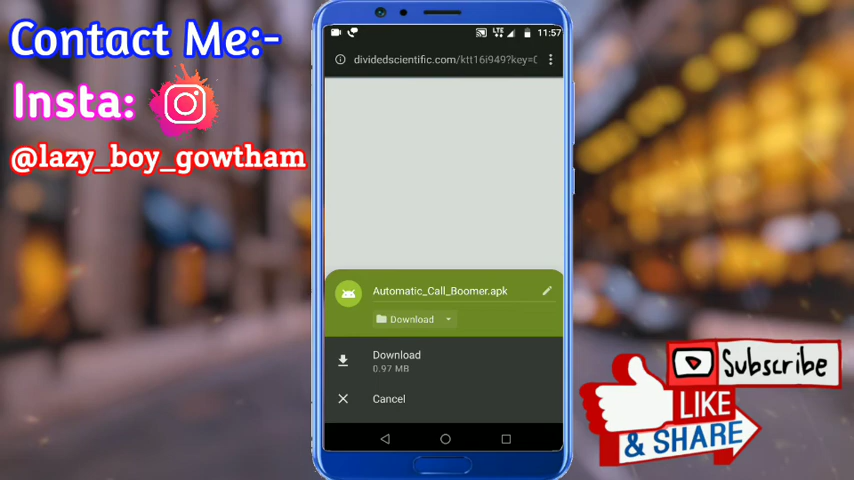 Contact Me:-
Insta:
@lazy_boy_gowtham
LTE
11:57
dividedscientific.com/ktt16i949?key=
Automatic_Call_Boomer.apk
Download
Download
0.97 MB
Cancel
Subscribe
LIKE
& SHARE